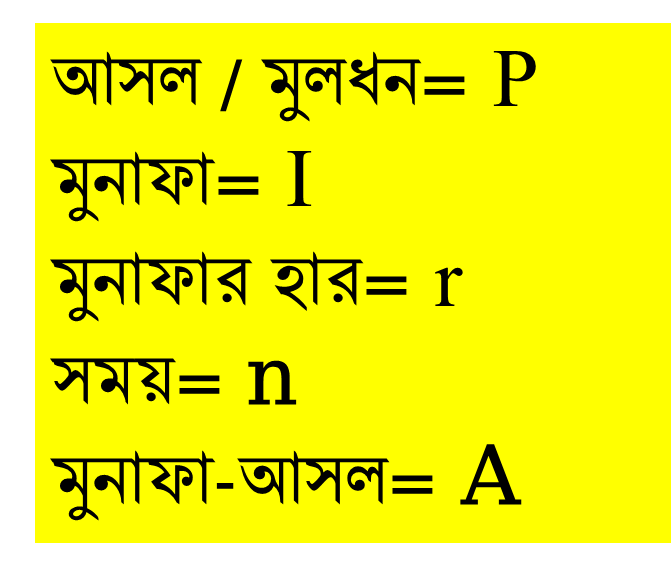 আসল / মুলধন= P
মুনাফা= I
মুনাফার হার= r
সময়= n
মুনাফা-আসল= A